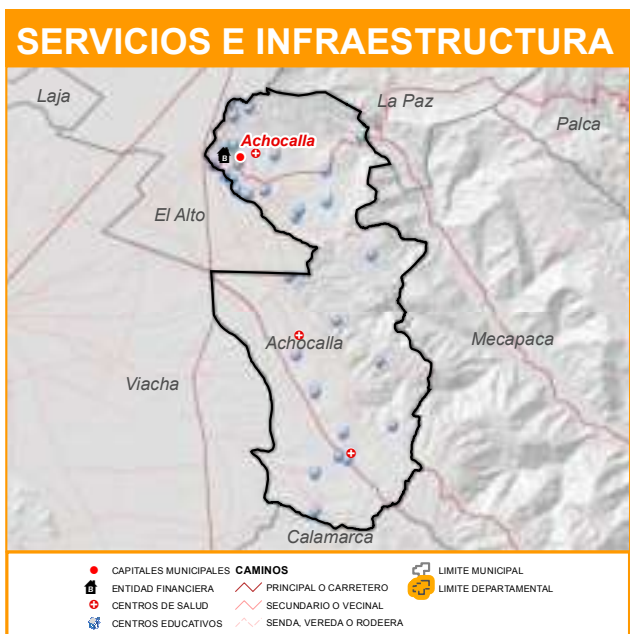 SERVICIOS E INFRAESTRUCTURA
Laja
La Paz
Palca
Achocalla
B
El Alto
Achocalla
Mecapaca
Viacha
Calamarca
CAPITALES MUNICIPALES
B ENTIDAD FINANCIERA
CENTROS DE SALUD
CENTROS EDUCATIVOS
CAMINOS
PRINCIPAL O CARRETERO
SECUNDARIO O VECINAL
SENDA, VEREDA O RODEERA
LIMITE MUNICIPAL
LIMITE DEPARTAMENTAL